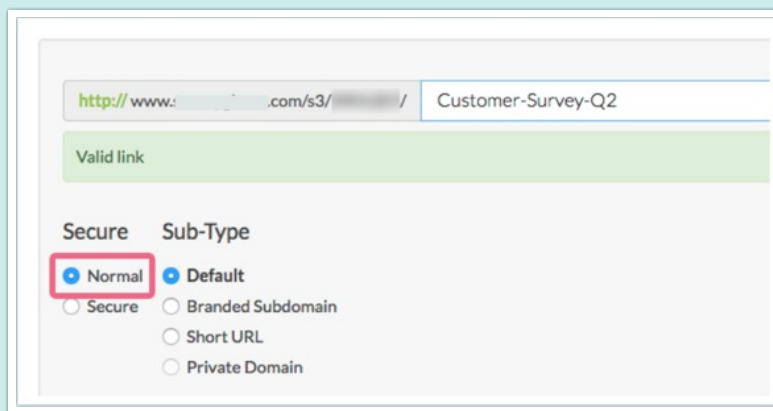 http:// www.s .com/s3/ / Customer-Survey-Q2
Valid link
Secure Sub-Type
Normal Default
Secure Branded Subdomain
Short URL
Private Domain